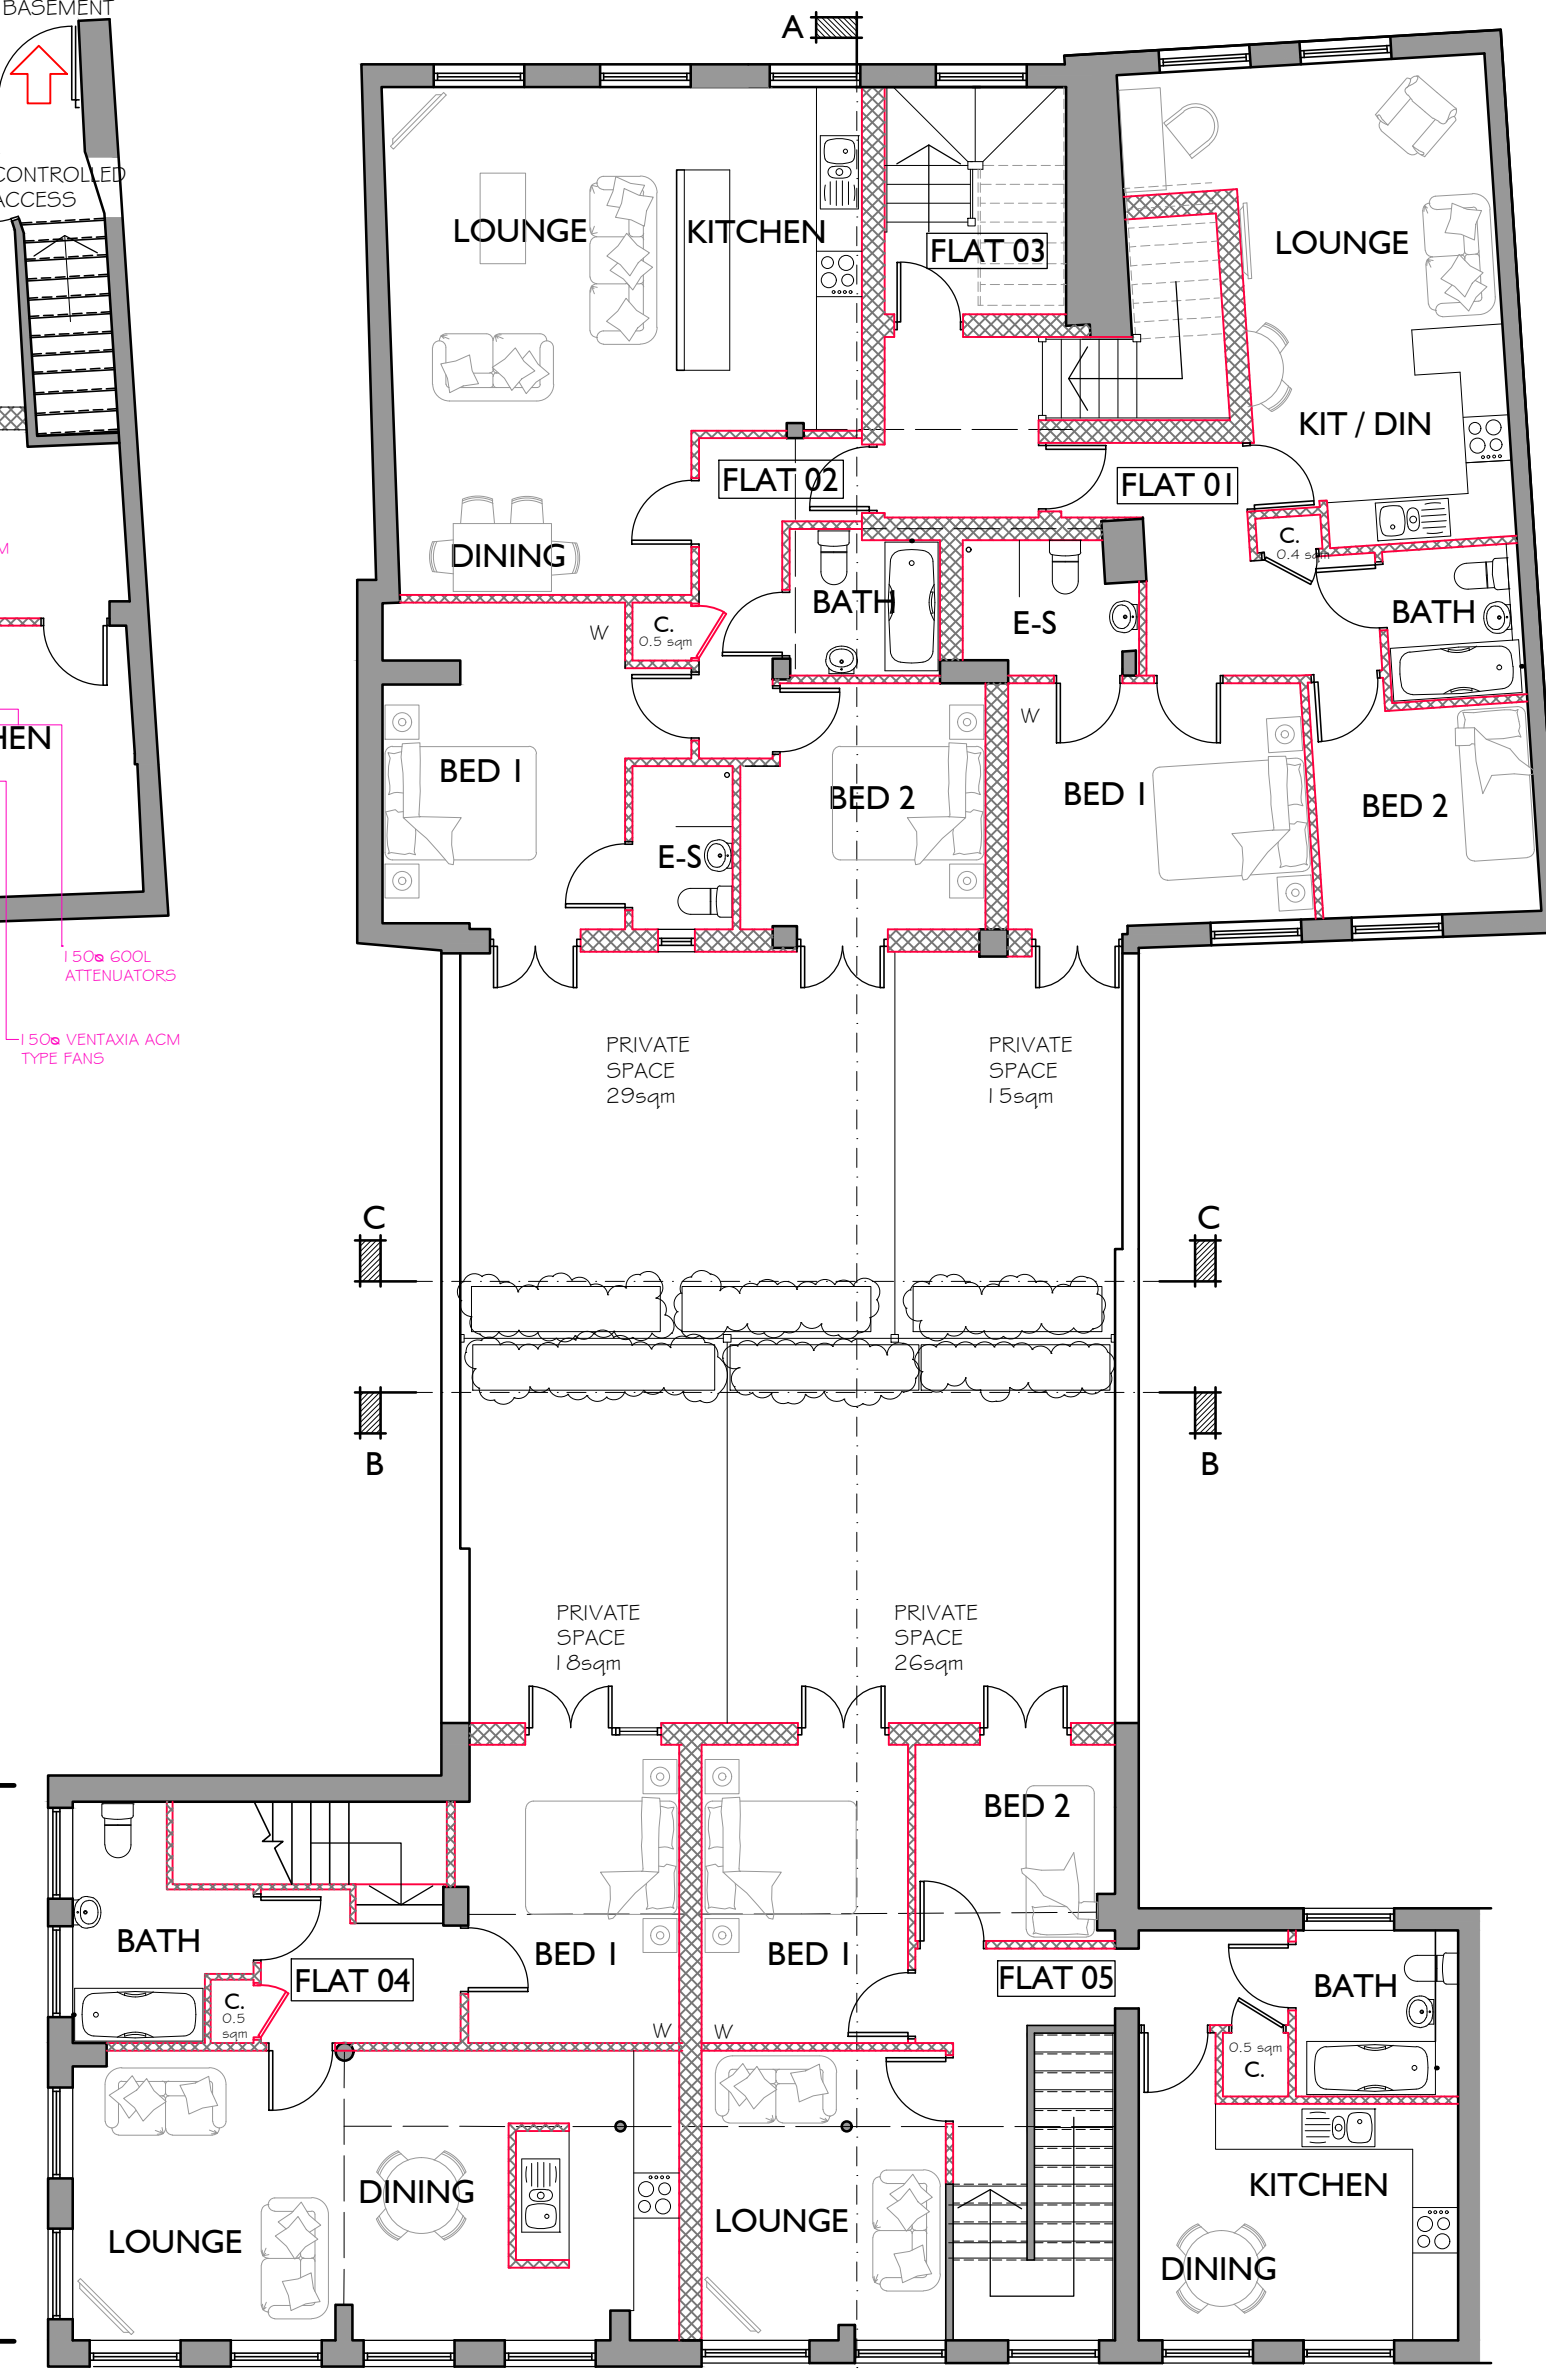 BASEMENT
A
CONTROLLED
ACCESS
LOUNGE
KITCHEN
FLAT 03
LOUNGE
KIT / DIN
FLAT 02
FLAT 01
DINING
C.
0.4 sqm
BATH
C.
0.5 sqm
W
E-S
BATH
M
HEN
W
BED 1
BED 2
BED 1
BED 2
E-S
150ø 600L
ATTENUATORS
150ø VENTAXIA ACM
TYPE FANS
PRIVATE
SPACE
29sqm
PRIVATE
SPACE
15sqm
C
C
B
B
PRIVATE
SPACE
18sqm
PRIVATE
SPACE
26sqm
BED 2
BATH
BED 1
BED 1
FLAT 04
FLAT 05
BATH
C.
0.5
sqm
W
W
0.5 sqm
C.
DINING
KITCHEN
LOUNGE
LOUNGE
DINING